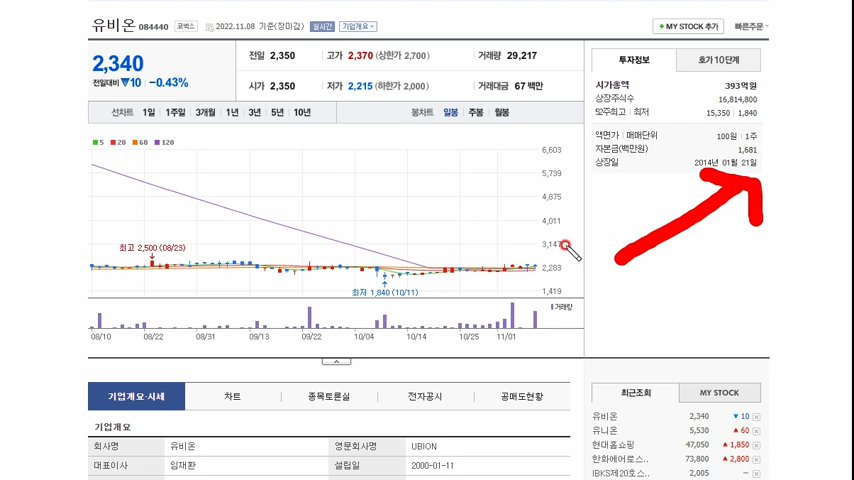 유비온 084440 코넥스 2022.11.08 기준(장마감) 실시간 기업개요 + MY STOCK 추가 빠른주문
2,340
전일대비 ▼10 | −0.43%
전일 2,350 고가 2,370 (상한가 2,700) 거래량 29,217
시가 2,350 저가 2,215 (하한가 2,000) 거래대금 67 백만
투자정보 호가 10단계
시가총액 393억원
상장주식수 16,814,800
52주최고 | 최저 15,350 | 1,840
액면가 | 매매단위 100원 | 1주
자본금(백만원) 1,681
상장일 2014년 01월 21일
선차트 1일 1주일 3개월 1년 3년 5년 10년 봉차트 일봉 주봉 월봉
5 20 60 120
6,603
5,739
4,875
4,011
3,147
2,283
1,419
최고 2,500 (08/23)
최저 1,840 (10/11)
거래량
08/10 08/22 08/31 09/13 09/22 10/04 10/14 10/25 11/01
기업개요·시세 차트 종목토론실 전자공시 공매도현황
기업개요
회사명 유비온 영문회사명 UBION
대표이사 임재환 설립일 2000-01-11
최근조회 MY STOCK
유비온 2,340 ▼ 10
유니온 5,530 ▲ 60
현대홈쇼핑 47,050 ▲ 1,850
한화에어로스.. 73,800 ▲ 2,800
IBKS제20호스.. 2,005 −